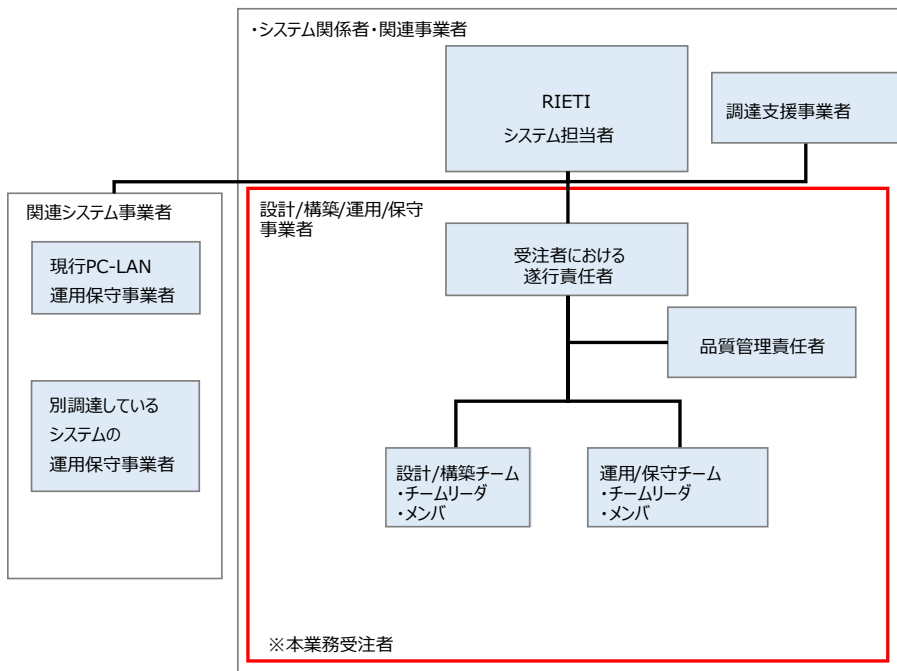 ・システム関係者・関連事業者
RIETI
システム担当者
調達支援事業者
関連システム事業者
現行PC-LAN
運用保守事業者
別調達している
システムの
運用保守事業者
設計/構築/運用/保守
事業者
受注者における
遂行責任者
品質管理責任者
設計/構築チーム
・チームリーダ
・メンバ
運用/保守チーム
・チームリーダ
・メンバ
※本業務受注者